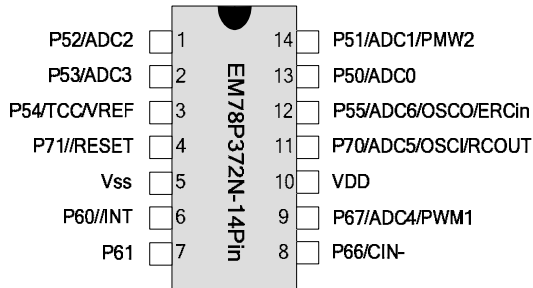 P52/ADC2 1 14 P51/ADC1/PMW2
P53/ADC3 2 13 P50/ADC0
P54/TCC/VREF 3 12 P55/ADC6/OSCO/ERCin
P71//RESET 4 11 P70/ADC5/OSCI/RCOUT
Vss 5 10 VDD
P60//INT 6 9 P67/ADC4/PWM1
P61 7 8 P66/CIN-
EM78P372N-14Pin